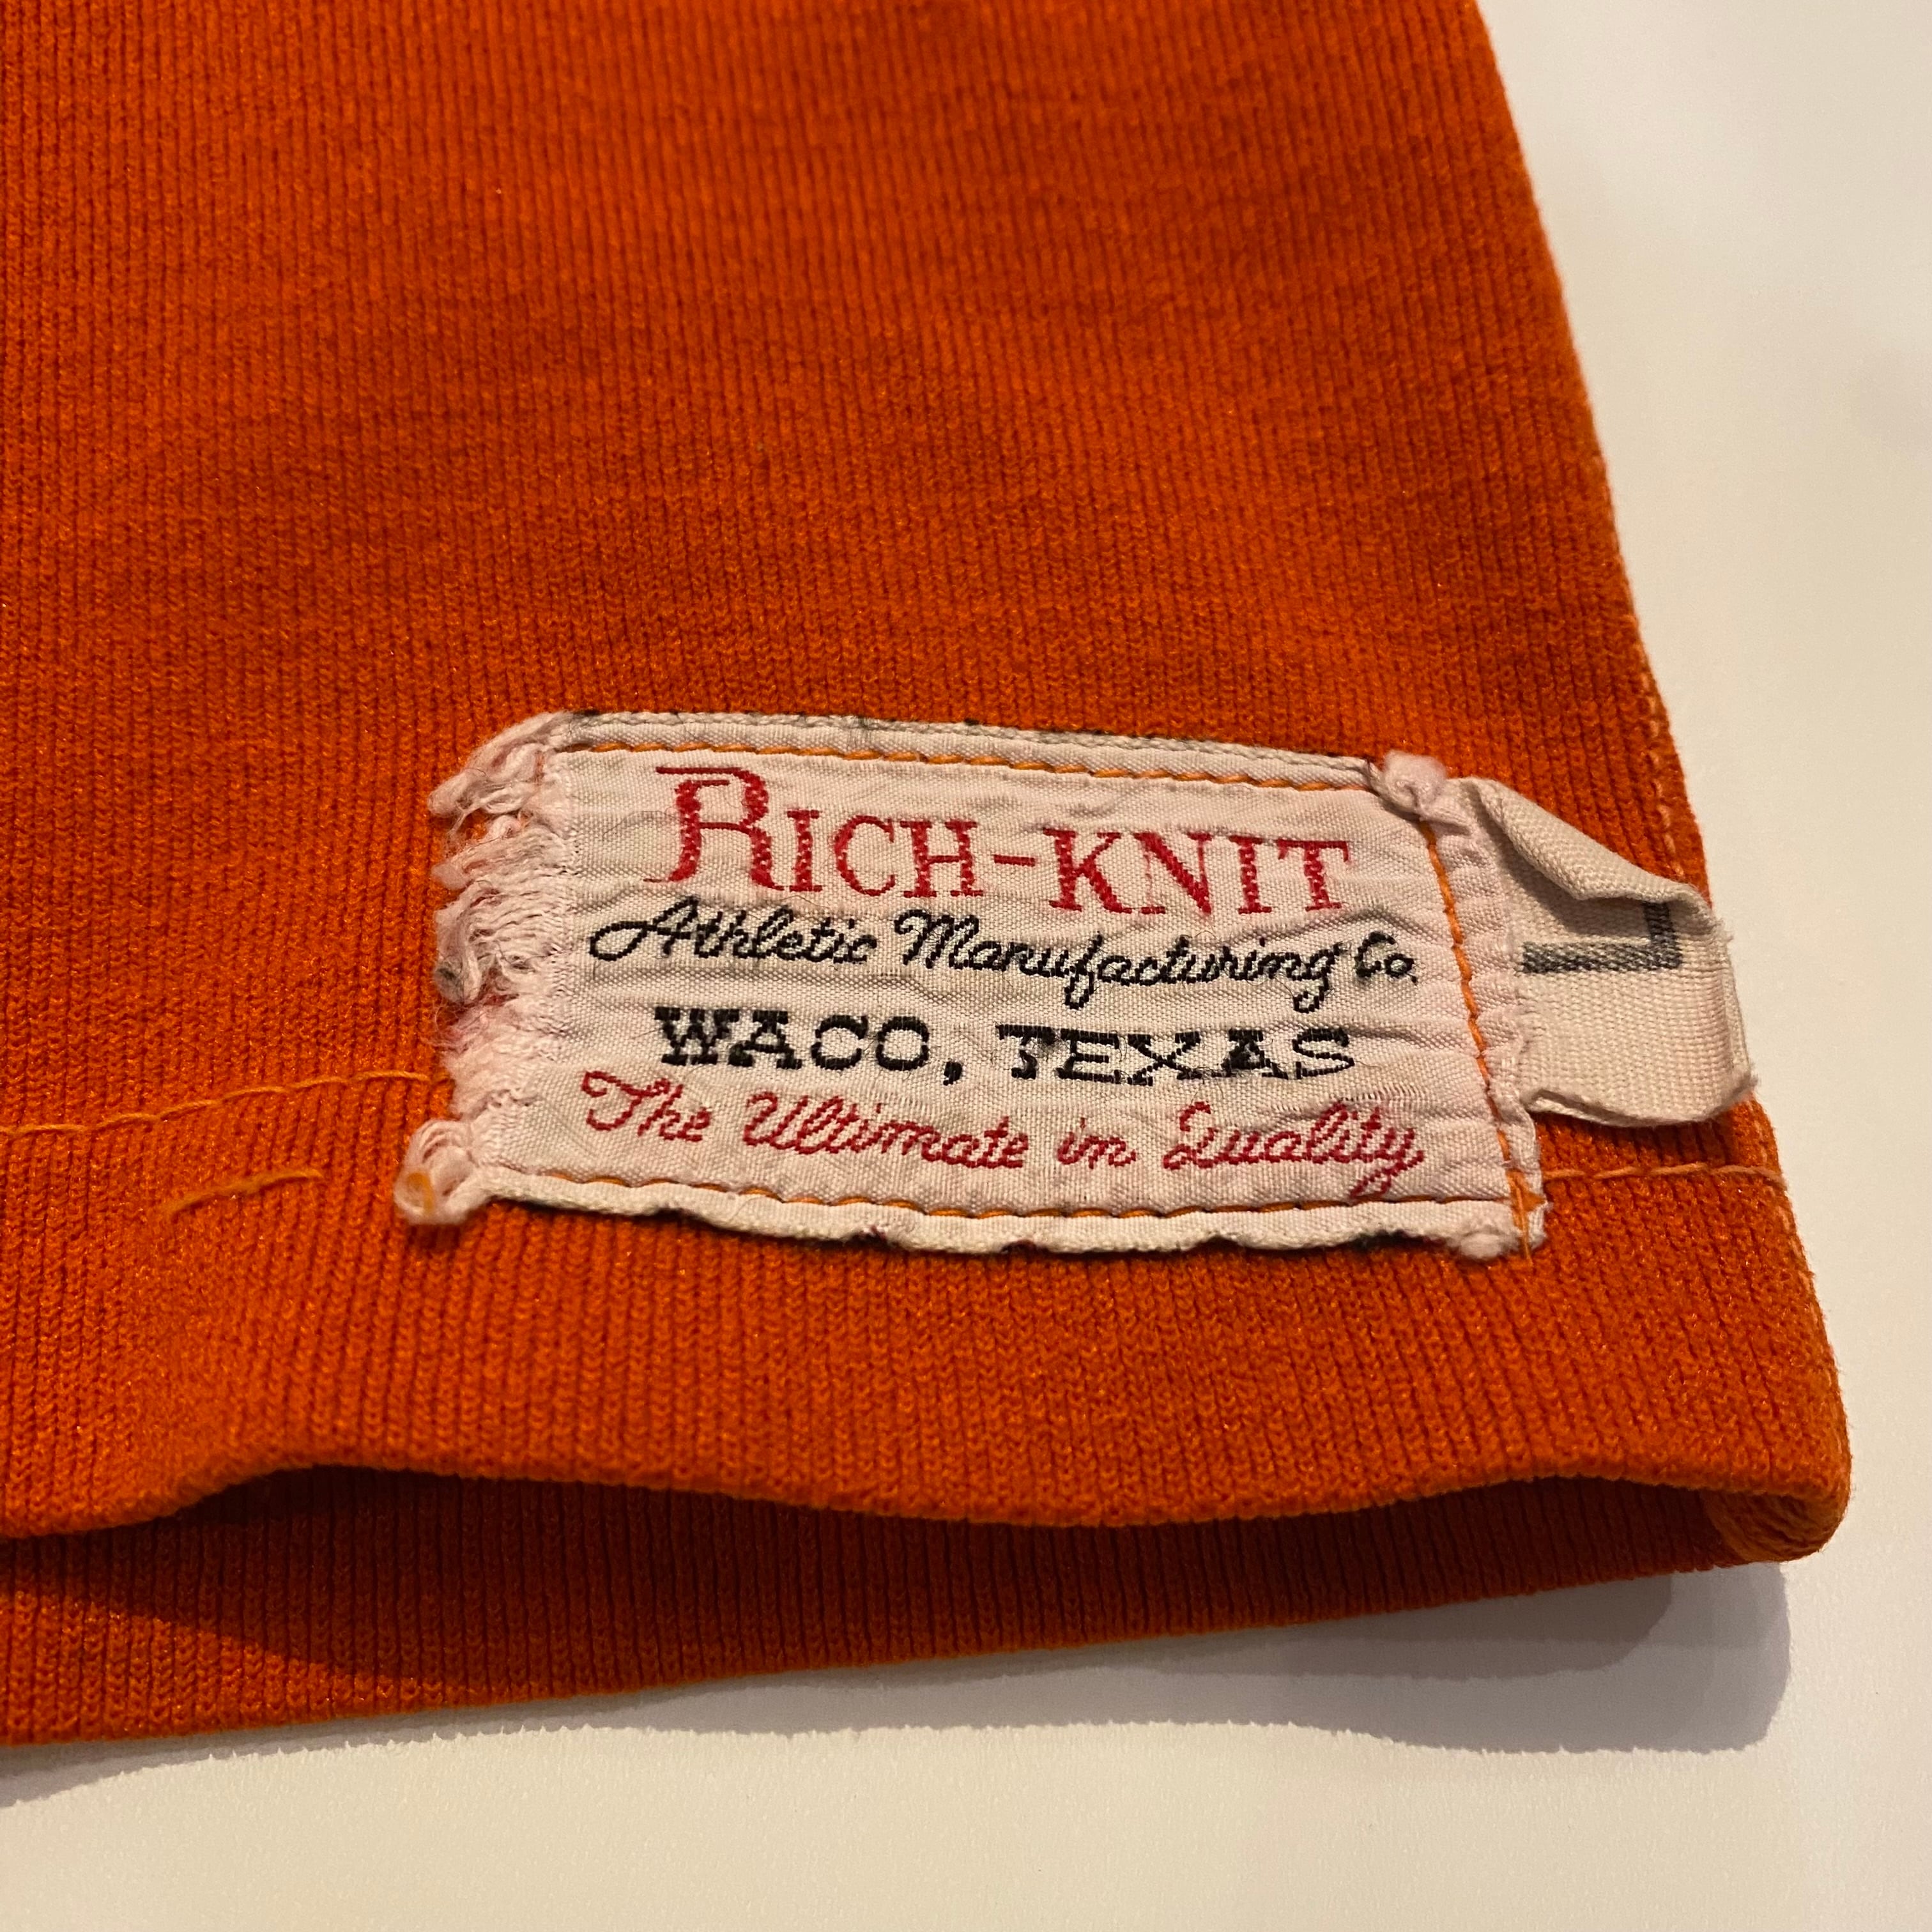 RICH-KNIT
Athletic Manufacturing Co.
WACO, TEXAS
The Ultimate in Quality
L